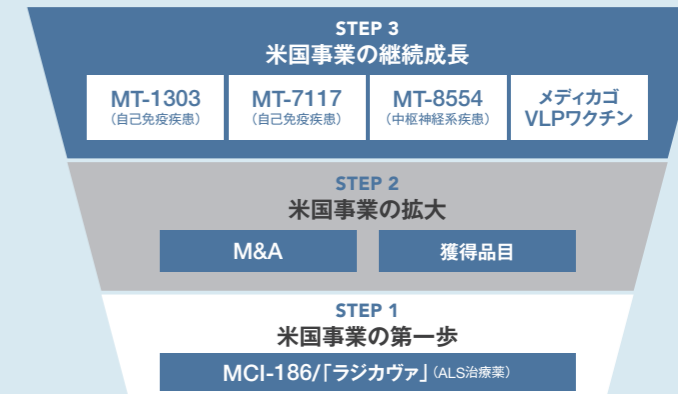 STEP 3
米国事業の継続成長
MT-1303
（自己免疫疾患）
MT-7117
（自己免疫疾患）
MT-8554
（中枢神経系疾患）
メディカゴ
VLPワクチン
STEP 2
米国事業の拡大
M&A
獲得品目
STEP 1
米国事業の第一歩
MCI-186/「ラジカヴァ」（ALS治療薬）